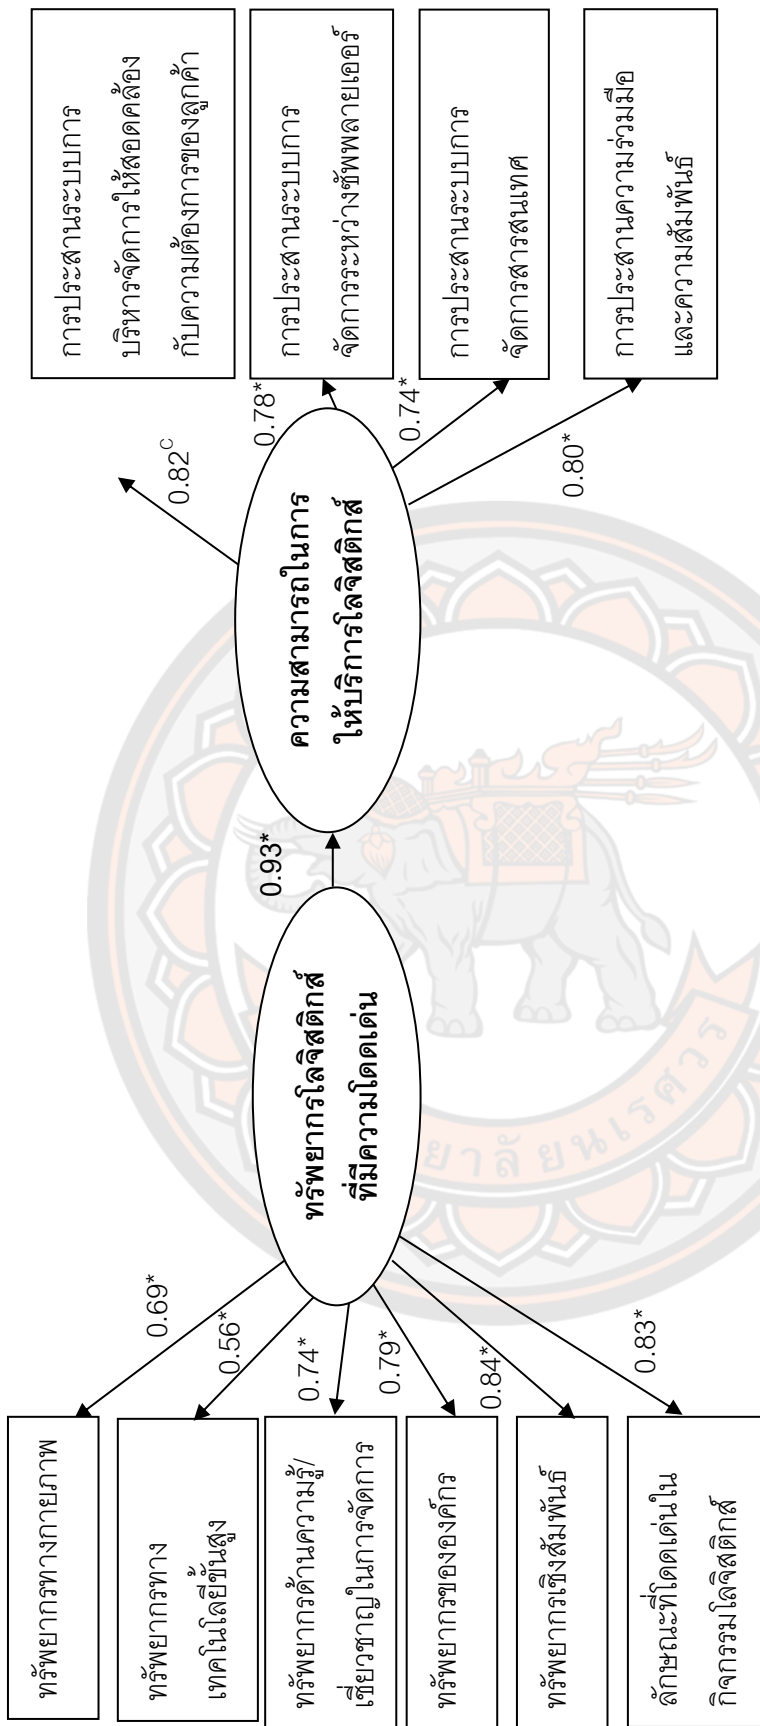 ทรัพยากรทางกายภาพ
ทรัพยากรทาง
เทคโนโลยีขั้นสูง
ทรัพยากรด้านความรู้/
เชี่ยวชาญในการจัดการ
ทรัพยากรขององค์กร
ทรัพยากรเชิงสัมพันธ์
ลักษณะที่โดดเด่นใน
กิจกรรมโลจิสติกส์
0.69*
0.56*
0.74*
0.79*
0.84*
0.83*
ทรัพยากรโลจิสติกส์
ที่มีความโดดเด่น
0.93*
ความสามารถในการ
ให้บริการโลจิสติกส์
0.82ᶜ
0.78*
0.74*
0.80*
การประสานระบบการ
บริหารจัดการให้สอดคล้อง
กับความต้องการของลูกค้า
การประสานระบบการ
จัดการระหว่างซัพพลายเออร์
การประสานระบบการ
จัดการสารสนเทศ
การประสานความร่วมมือ
และความสัมพันธ์
ยาลัยนเรศวร